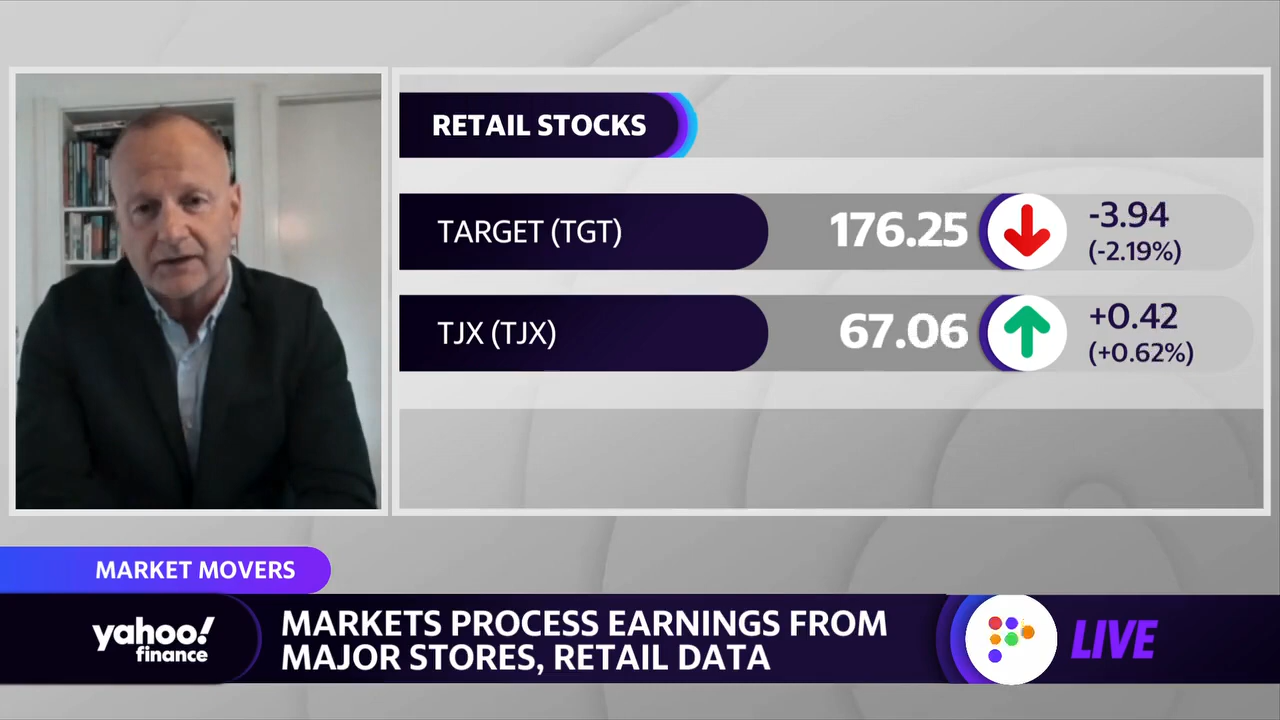 RETAIL STOCKS
TARGET (TGT) 176.25 -3.94
(-2.19%)
TJX (TJX) 67.06 +0.42
(+0.62%)
MARKET MOVERS
yahoo!
finance
MARKETS PROCESS EARNINGS FROM
MAJOR STORES, RETAIL DATA
LIVE